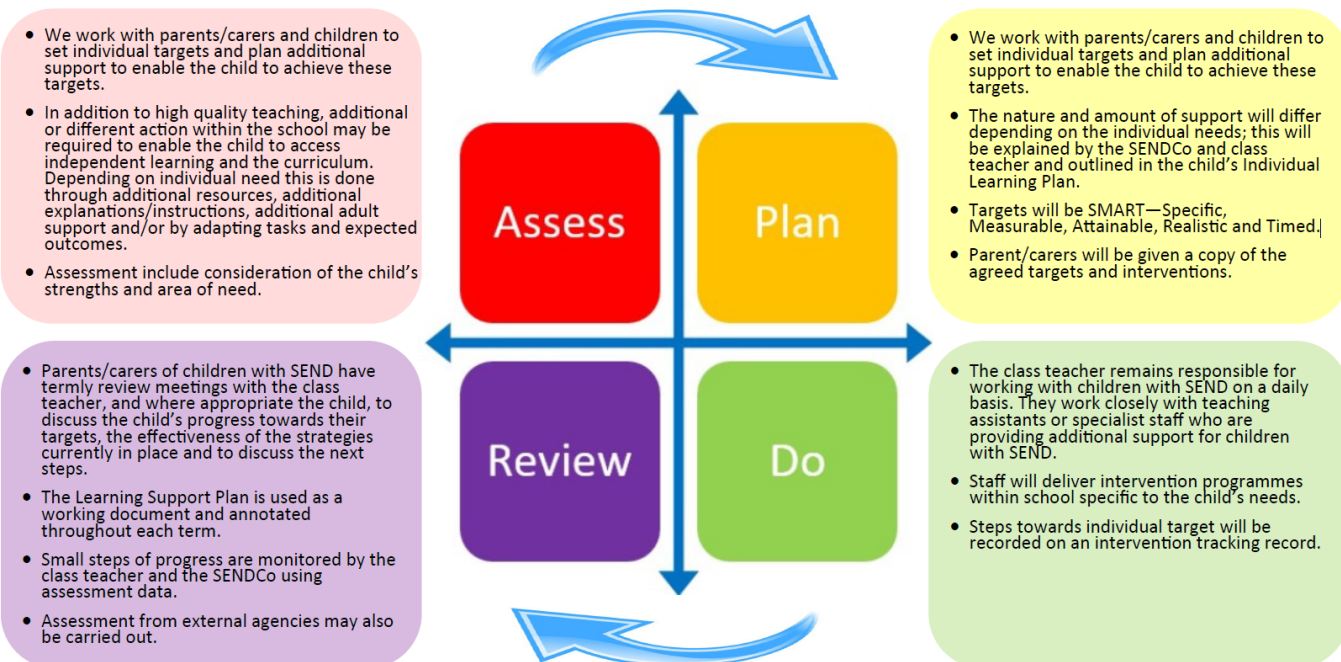 • We work with parents/carers and children to
set individual targets and plan additional
support to enable the child to achieve these
targets.
• In addition to high quality teaching, additional
or different action within the school may be
required to enable the child to access
independent learning and the curriculum.
Depending on individual need this is done
through additional resources, additional
explanations/instructions, additional adult
support and/or by adapting tasks and expected
outcomes.
• Assessment include consideration of the child's
strengths and area of need.
Assess
Plan
• We work with parents/carers and children to
set individual targets and plan additional
support to enable the child to achieve these
targets.
• The nature and amount of support will differ
depending on the individual needs; this will
be explained by the SENDCo and class
teacher and outlined in the child's Individual
Learning Plan.
• Targets will be SMART—Specific,
Measurable, Attainable, Realistic and Timed.
• Parent/carers will be given a copy of the
agreed targets and interventions.
• Parents/carers of children with SEND have
termly review meetings with the class
teacher, and where appropriate the child, to
discuss the child's progress towards their
targets, the effectiveness of the strategies
currently in place and to discuss the next
steps.
• The Learning Support Plan is used as a
working document and annotated
throughout each term.
• Small steps of progress are monitored by the
class teacher and the SENDCo using
assessment data.
• Assessment from external agencies may also
be carried out.
Review
Do
• The class teacher remains responsible for
working with children with SEND on a daily
basis. They work closely with teaching
assistants or specialist staff who are
providing additional support for children
with SEND.
• Staff will deliver intervention programmes
within school specific to the child's needs.
• Steps towards individual target will be
recorded on an intervention tracking record.